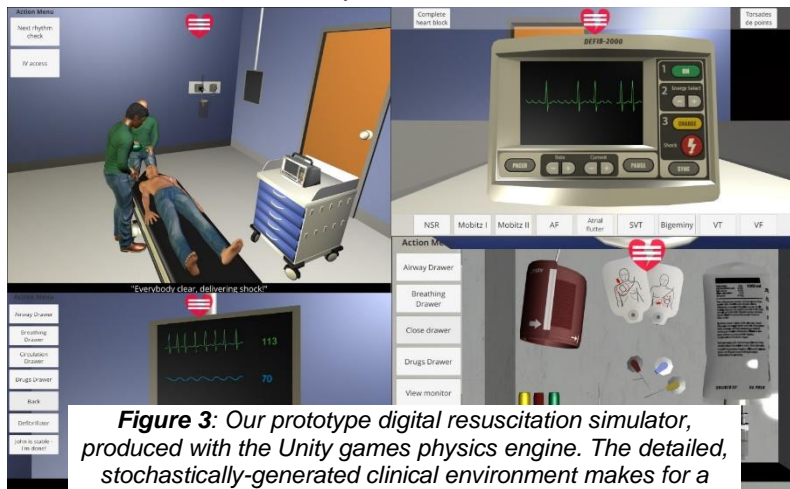 Action Menu
Next rhythm
check
IV access
"Everybody clear, delivering shock!"
Complete
heart block
Torsades
de points
DEFIB-2000
1 ON
2 Energy Select
3 CHARGE
Shock
PACER
Rate
Current
PAUSE
SYNC
NSR Mobitz I Mobitz II AF Atrial flutter SVT Bigeminy VT VF
Airway Drawer
Breathing
Drawer
Circulation
Drawer
Drugs Drawer
Back
Defibrillator
John is stable -
I'm done!
113
70
Action Me
Airway Drawer
Breathing
Drawer
Close drawer
Drugs Drawer
View monitor
Figure 3: Our prototype digital resuscitation simulator,
produced with the Unity games physics engine. The detailed,
stochastically-generated clinical environment makes for a